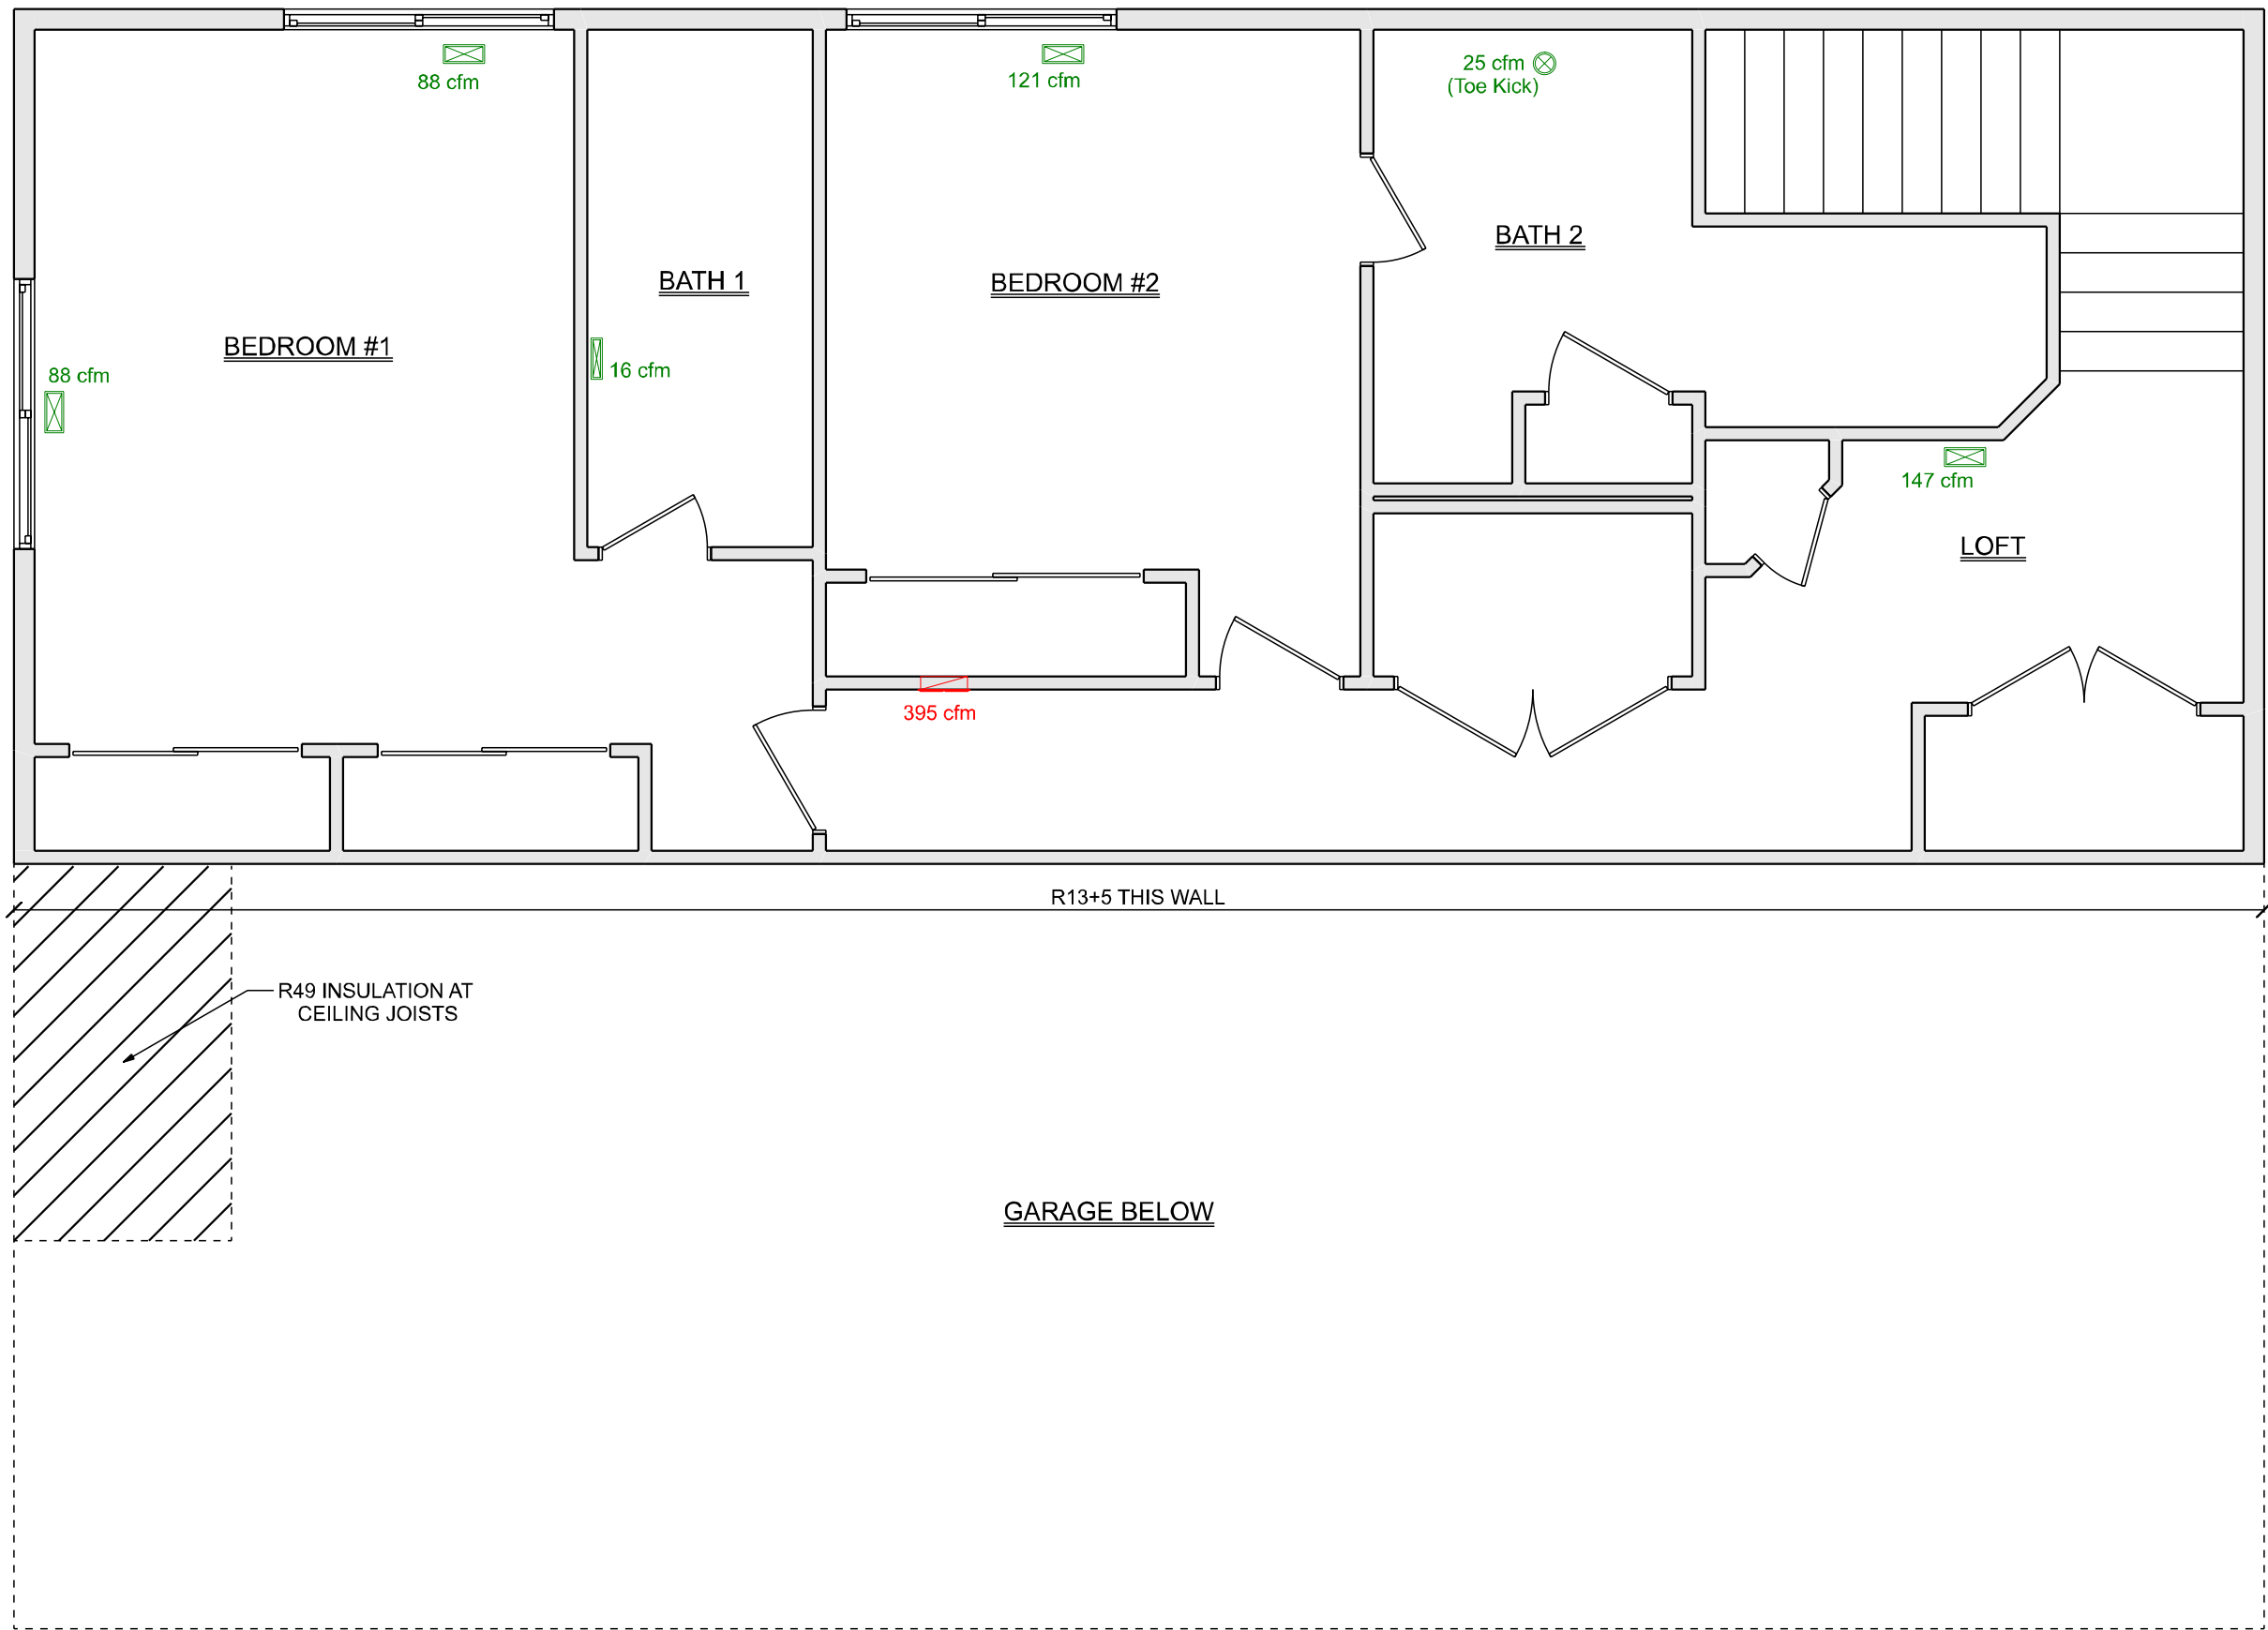 88 cfm
121 cfm
25 cfm
(Toe Kick)
BATH 2
BATH 1
BEDROOM #2
BEDROOM #1
88 cfm
16 cfm
147 cfm
LOFT
395 cfm
R13+5 THIS WALL
R49 INSULATION AT
CEILING JOISTS
GARAGE BELOW